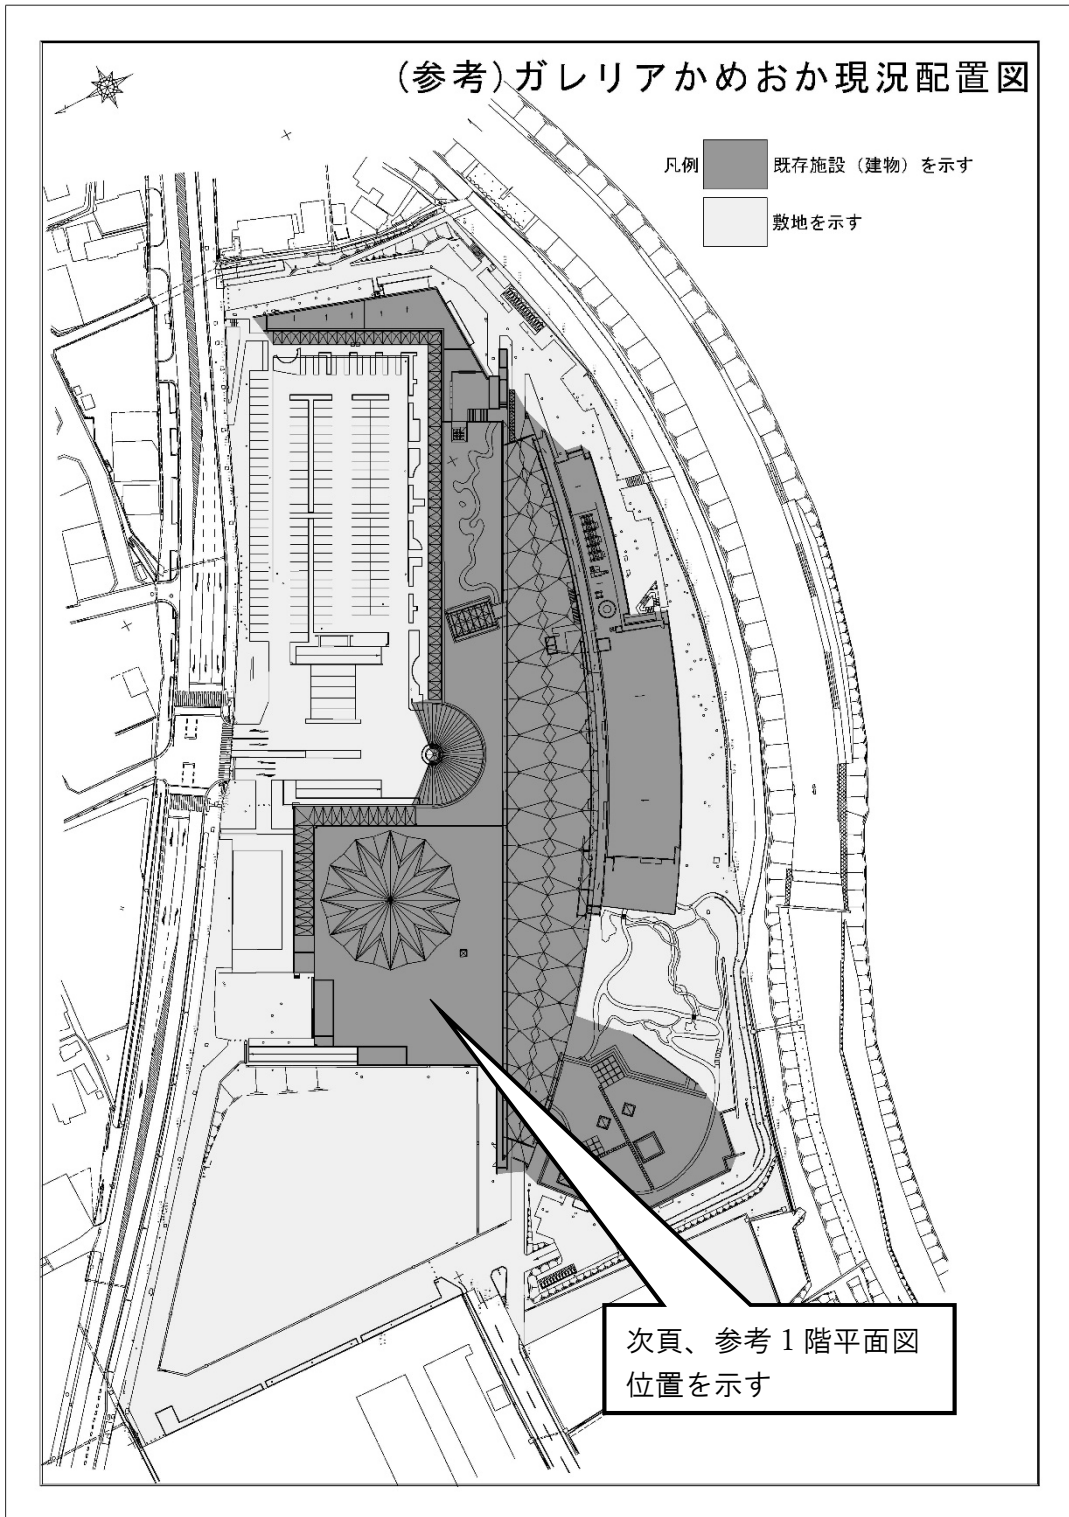 (参考)ガレリアかめおか現況配置図
凡例
既存施設（建物）を示す
敷地を示す
次頁、参考1階平面図
位置を示す